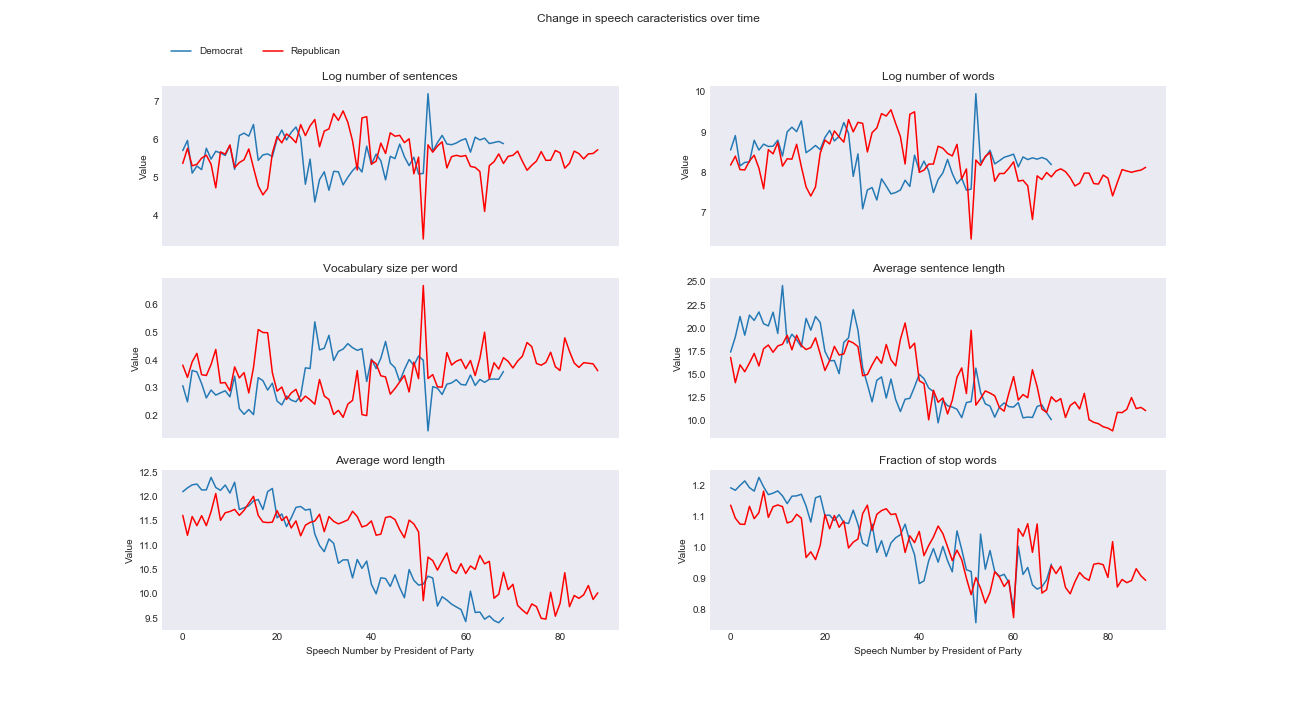 Change in speech caracteristics over time
Democrat Republican
Log number of sentences
Value
7
6
5
4
Log number of words
Value
10
9
8
7
Vocabulary size per word
Value
0.6
0.5
0.4
0.3
0.2
Average sentence length
Value
25.0
22.5
20.0
17.5
15.0
12.5
10.0
Average word length
Value
12.5
12.0
11.5
11.0
10.5
10.0
9.5
0 20 40 60 80
Speech Number by President of Party
Fraction of stop words
Value
1.2
1.1
1.0
0.9
0.8
0 20 40 60 80
Speech Number by President of Party